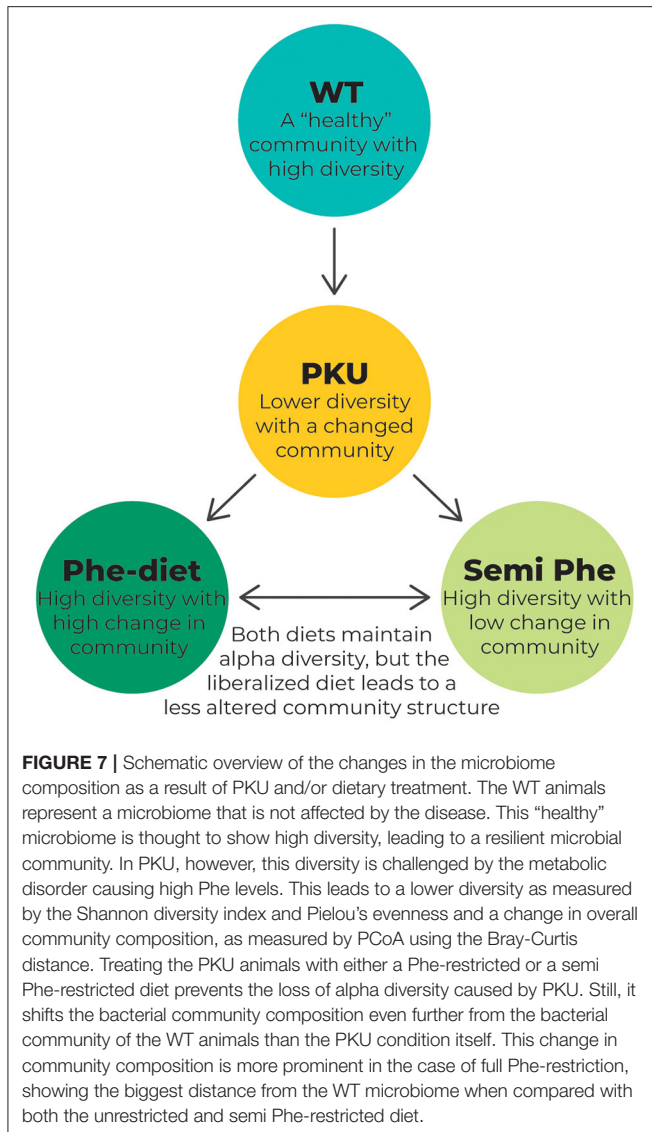 WT
A “healthy”
community with
high diversity
PKU
Lower diversity
with a changed
community
Phe-diet
High diversity with
high change in
community
Semi Phe
High diversity with
low change in
community
Both diets maintain
alpha diversity, but the
liberalized diet leads to a
less altered community structure
FIGURE 7 | Schematic overview of the changes in the microbiome
composition as a result of PKU and/or dietary treatment. The WT animals
represent a microbiome that is not affected by the disease. This “healthy”
microbiome is thought to show high diversity, leading to a resilient microbial
community. In PKU, however, this diversity is challenged by the metabolic
disorder causing high Phe levels. This leads to a lower diversity as measured
by the Shannon diversity index and Pielou’s evenness and a change in overall
community composition, as measured by PCoA using the Bray-Curtis
distance. Treating the PKU animals with either a Phe-restricted or a semi
Phe-restricted diet prevents the loss of alpha diversity caused by PKU. Still, it
shifts the bacterial community composition even further from the bacterial
community of the WT animals than the PKU condition itself. This change in
community composition is more prominent in the case of full Phe-restriction,
showing the biggest distance from the WT microbiome when compared with
both the unrestricted and semi Phe-restricted diet.